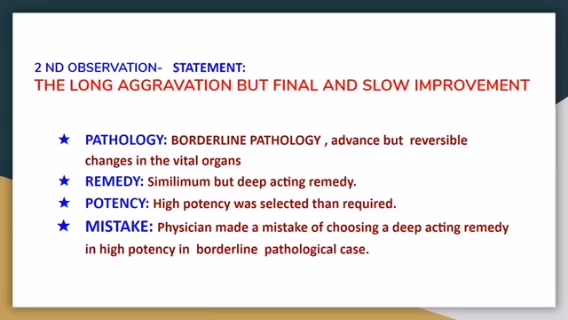 2 ND OBSERVATION- STATEMENT:
THE LONG AGGRAVATION BUT FINAL AND SLOW IMPROVEMENT
★ PATHOLOGY: BORDERLINE PATHOLOGY , advance but reversible
changes in the vital organs
★ REMEDY: Similimum but deep acting remedy.
★ POTENCY: High potency was selected than required.
★ MISTAKE: Physician made a mistake of choosing a deep acting remedy
in high potency in borderline pathological case.